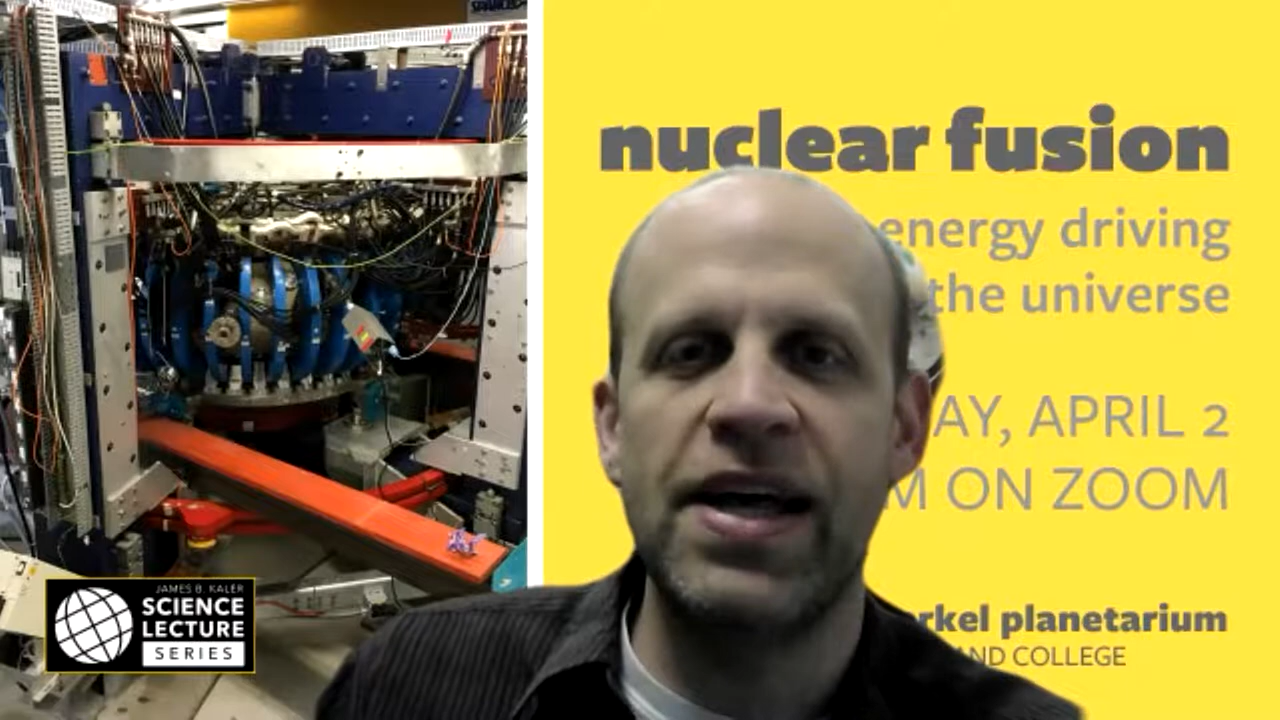 nuclear fusion
energy driving
the universe
AY, APRIL 2
M ON ZOOM
rkel planetarium
AND COLLEGE
JAMES B. KALER
SCIENCE
LECTURE
SERIES